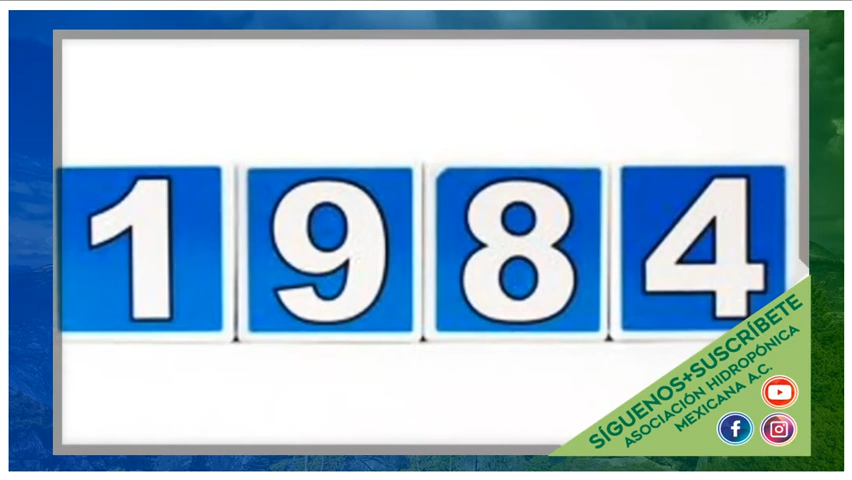 1984
SÍGUENOS+SUSCRÍBETE
ASOCIACIÓN HIDROPÓNICA
MEXICANA A.C.